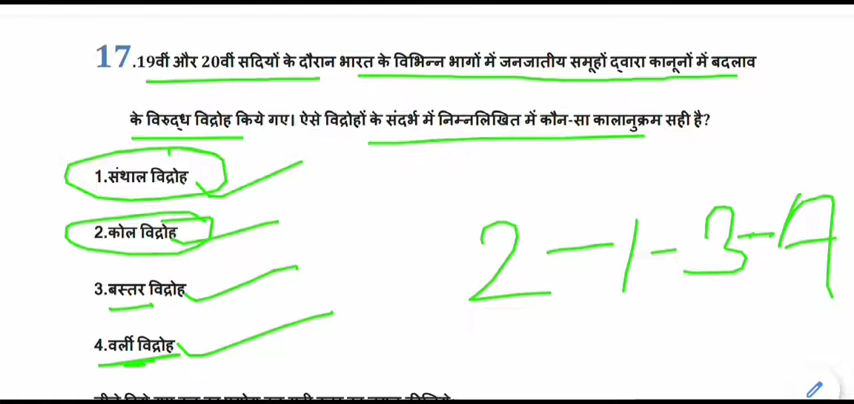 17.19वीं और 20वीं सदियों के दौरान भारत के विभिन्न भागों में जनजातीय समूहों द्वारा कानूनों में बदलाव
के विरुद्ध विद्रोह किये गए। ऐसे विद्रोहों के संदर्भ में निम्नलिखित में कौन-सा कालानुक्रम सही है?
1.संथाल विद्रोह
2.कोल विद्रोह
2-1-3-4
3.बस्तर विद्रोह
4.वर्ली विद्रोह